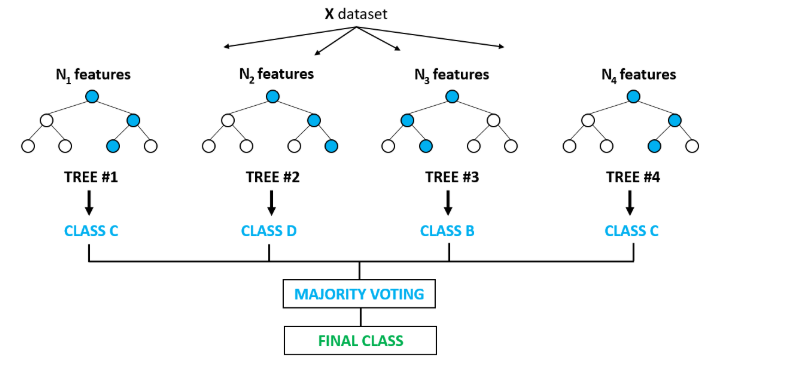 X dataset
N1 features
N2 features
N3 features
N4 features
TREE #1
TREE #2
TREE #3
TREE #4
CLASS C
CLASS D
CLASS B
CLASS C
MAJORITY VOTING
FINAL CLASS